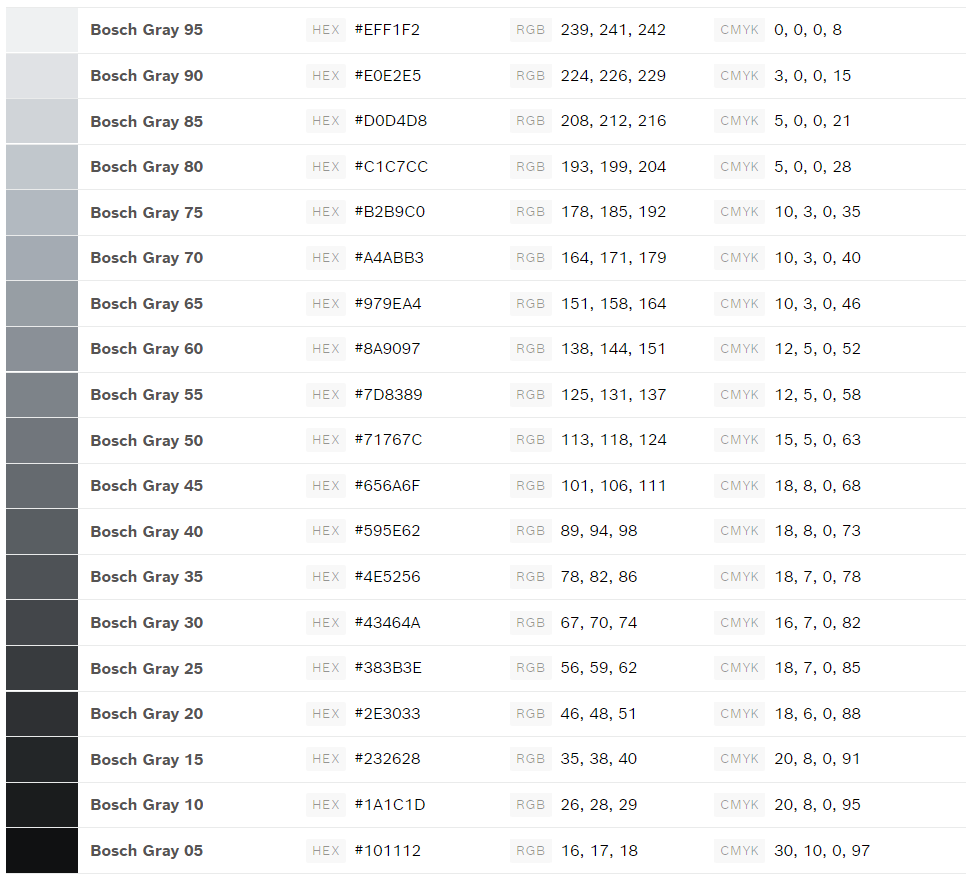 Bosch Gray 95 HEX #EFF1F2 RGB 239, 241, 242 CMYK 0, 0, 0, 8
Bosch Gray 90 HEX #E0E2E5 RGB 224, 226, 229 CMYK 3, 0, 0, 15
Bosch Gray 85 HEX #D0D4D8 RGB 208, 212, 216 CMYK 5, 0, 0, 21
Bosch Gray 80 HEX #C1C7CC RGB 193, 199, 204 CMYK 5, 0, 0, 28
Bosch Gray 75 HEX #B2B9C0 RGB 178, 185, 192 CMYK 10, 3, 0, 35
Bosch Gray 70 HEX #A4ABB3 RGB 164, 171, 179 CMYK 10, 3, 0, 40
Bosch Gray 65 HEX #979EA4 RGB 151, 158, 164 CMYK 10, 3, 0, 46
Bosch Gray 60 HEX #8A9097 RGB 138, 144, 151 CMYK 12, 5, 0, 52
Bosch Gray 55 HEX #7D8389 RGB 125, 131, 137 CMYK 12, 5, 0, 58
Bosch Gray 50 HEX #71767C RGB 113, 118, 124 CMYK 15, 5, 0, 63
Bosch Gray 45 HEX #656A6F RGB 101, 106, 111 CMYK 18, 8, 0, 68
Bosch Gray 40 HEX #595E62 RGB 89, 94, 98 CMYK 18, 8, 0, 73
Bosch Gray 35 HEX #4E5256 RGB 78, 82, 86 CMYK 18, 7, 0, 78
Bosch Gray 30 HEX #43464A RGB 67, 70, 74 CMYK 16, 7, 0, 82
Bosch Gray 25 HEX #383B3E RGB 56, 59, 62 CMYK 18, 7, 0, 85
Bosch Gray 20 HEX #2E3033 RGB 46, 48, 51 CMYK 18, 6, 0, 88
Bosch Gray 15 HEX #232628 RGB 35, 38, 40 CMYK 20, 8, 0, 91
Bosch Gray 10 HEX #1A1C1D RGB 26, 28, 29 CMYK 20, 8, 0, 95
Bosch Gray 05 HEX #101112 RGB 16, 17, 18 CMYK 30, 10, 0, 97